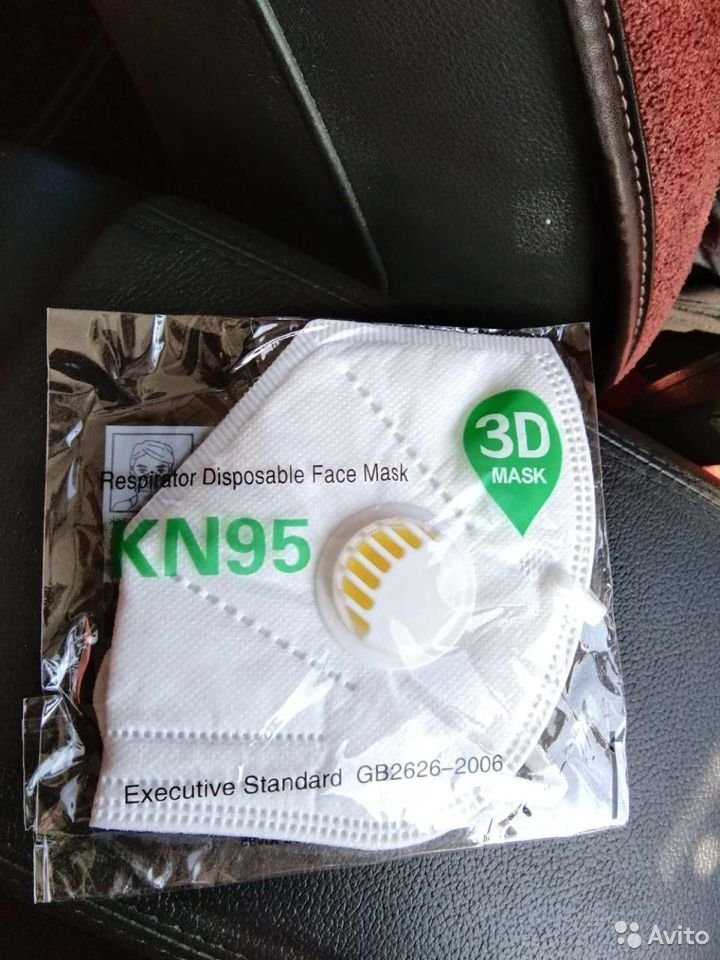 3D
MASK
Respirator Disposable Face Mask
KN95
Executive Standard GB2626-2006
Avito